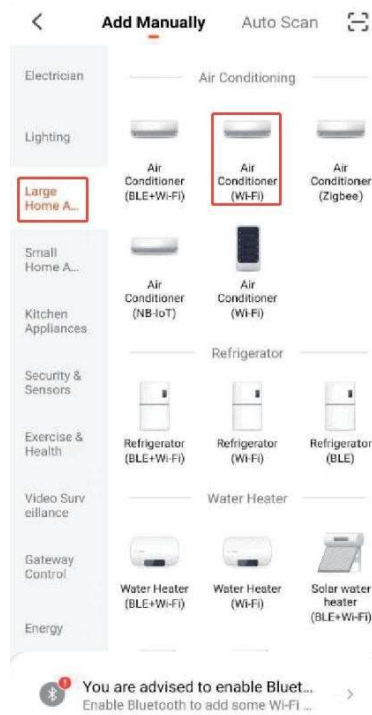 Add Manually
Auto Scan
Electrician
Lighting
Large
Home A...
Small
Home A...
Kitchen
Appliances
Security &
Sensors
Exercise &
Health
Video Surv
eillance
Gateway
Control
Energy
Air Conditioning
Air
Conditioner
(BLE+Wi-Fi)
Air
Conditioner
(Wi-Fi)
Air
Conditioner
(Zigbee)
Air
Conditioner
(NB-IoT)
Air
Conditioner
(Wi-Fi)
Refrigerator
Refrigerator
(BLE+Wi-Fi)
Refrigerator
(Wi-Fi)
Refrigerator
(BLE)
Water Heater
Water Heater
(BLE+Wi-Fi)
Water Heater
(Wi-Fi)
Solar water
heater
(BLE+Wi-Fi)
You are advised to enable Bluet...
Enable Bluetooth to add some Wi-Fi ...